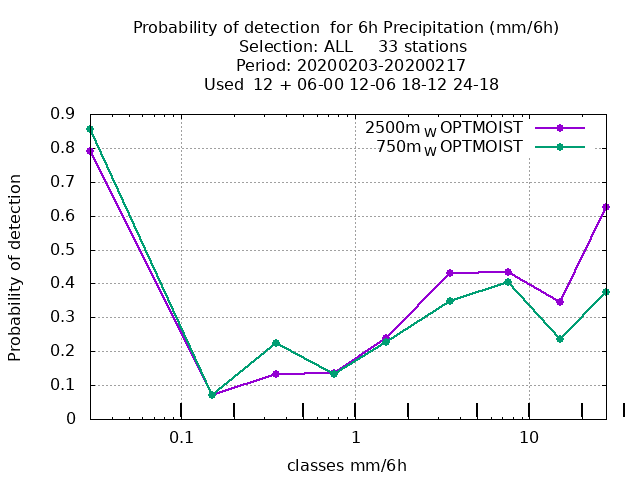 Probability of detection  for 6h Precipitation (mm/6h)
Selection: ALL     33 stations
Period: 20200203-20200217
Used  12 + 06-00 12-06 18-12 24-18
2500m W OPTMOIST
750m W OPTMOIST
Probability of detection
0.9
0.8
0.7
0.6
0.5
0.4
0.3
0.2
0.1
0
0.1 1 10
classes mm/6h